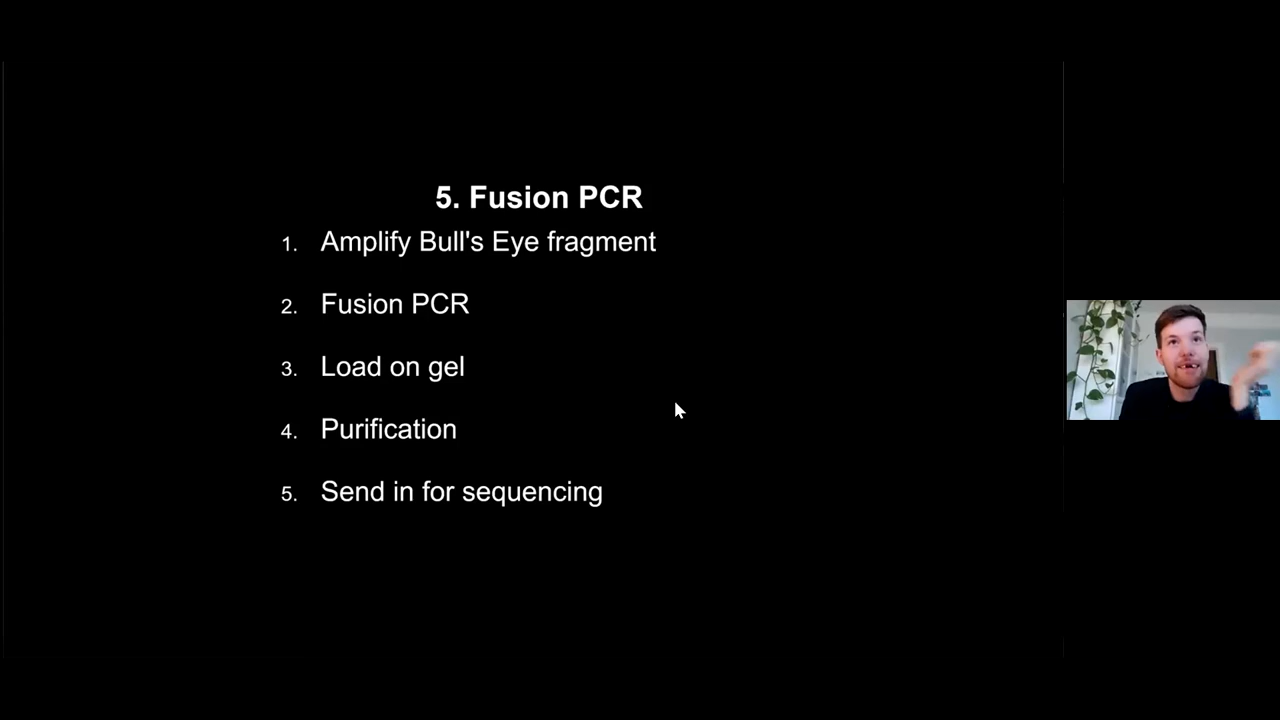 5. Fusion PCR
1. Amplify Bull's Eye fragment
2. Fusion PCR
3. Load on gel
4. Purification
5. Send in for sequencing